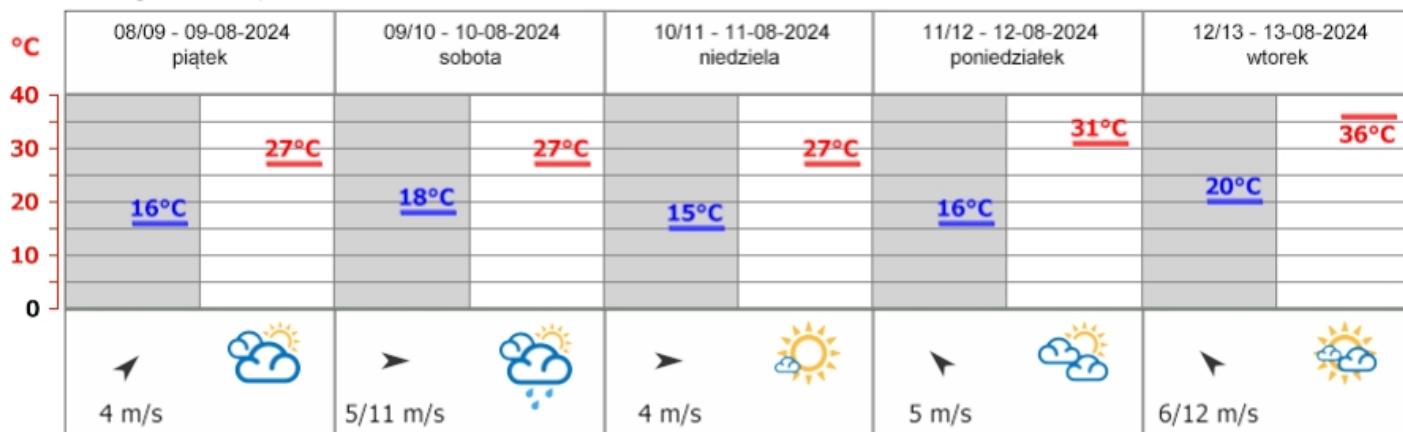 08/09 - 09-08-2024
piątek
09/10 - 10-08-2024
sobota
10/11 - 11-08-2024
niedziela
11/12 - 12-08-2024
poniedziałek
12/13 - 13-08-2024
wtorek
°C
40
30
20
10
0
16°C
27°C
18°C
27°C
15°C
27°C
16°C
31°C
20°C
36°C
4 m/s
5/11 m/s
4 m/s
5 m/s
6/12 m/s